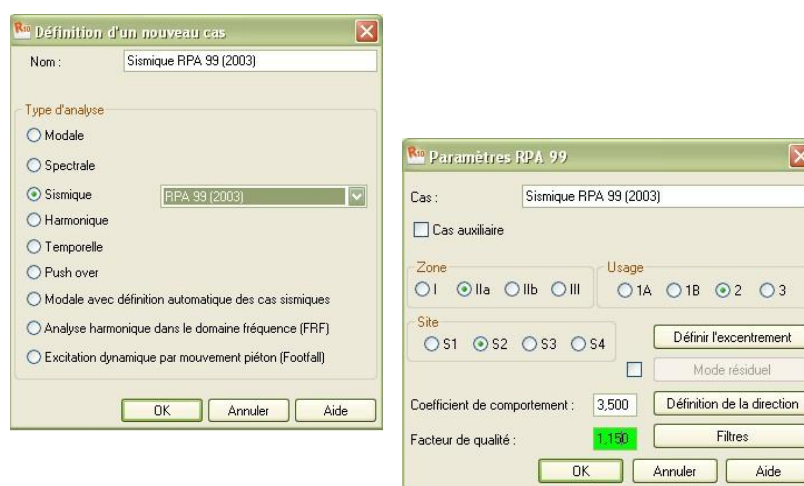 Définition d'un nouveau cas
Nom :
Sismique RPA 99 (2003)
Type d'analyse
Modale
Spectrale
Sismique
RPA 99 (2003)
Harmonique
Temporelle
Push over
Modale avec définition automatique des cas sismiques
Analyse harmonique dans le domaine fréquence (FRF)
Excitation dynamique par mouvement piéton (Footfall)
OK
Annuler
Aide
Paramètres RPA 99
Cas :
Sismique RPA 99 (2003)
Cas auxiliaire
Zone
I IIa IIb III
Usage
1A 1B 2 3
Site
S1 S2 S3 S4
Définir l'excentrement
Mode résiduel
Coefficient de comportement :
3,500
Définition de la direction
Facteur de qualité :
1,150
Filtres
OK
Annuler
Aide